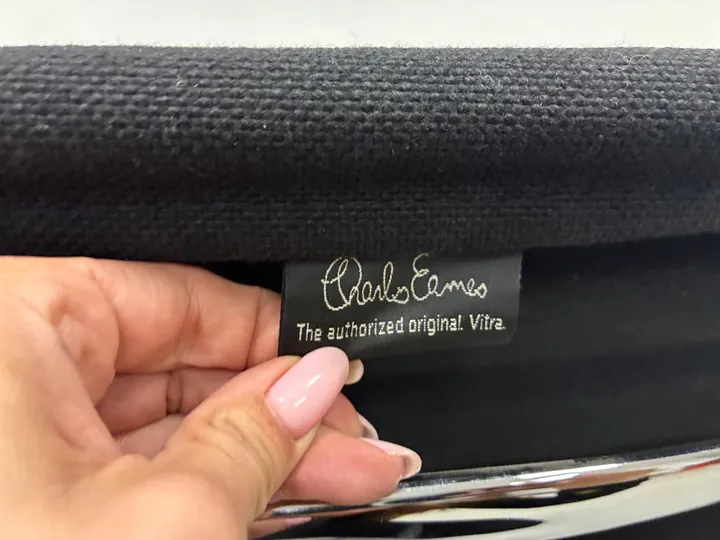 Charles Eames
The authorized original. Vitra.